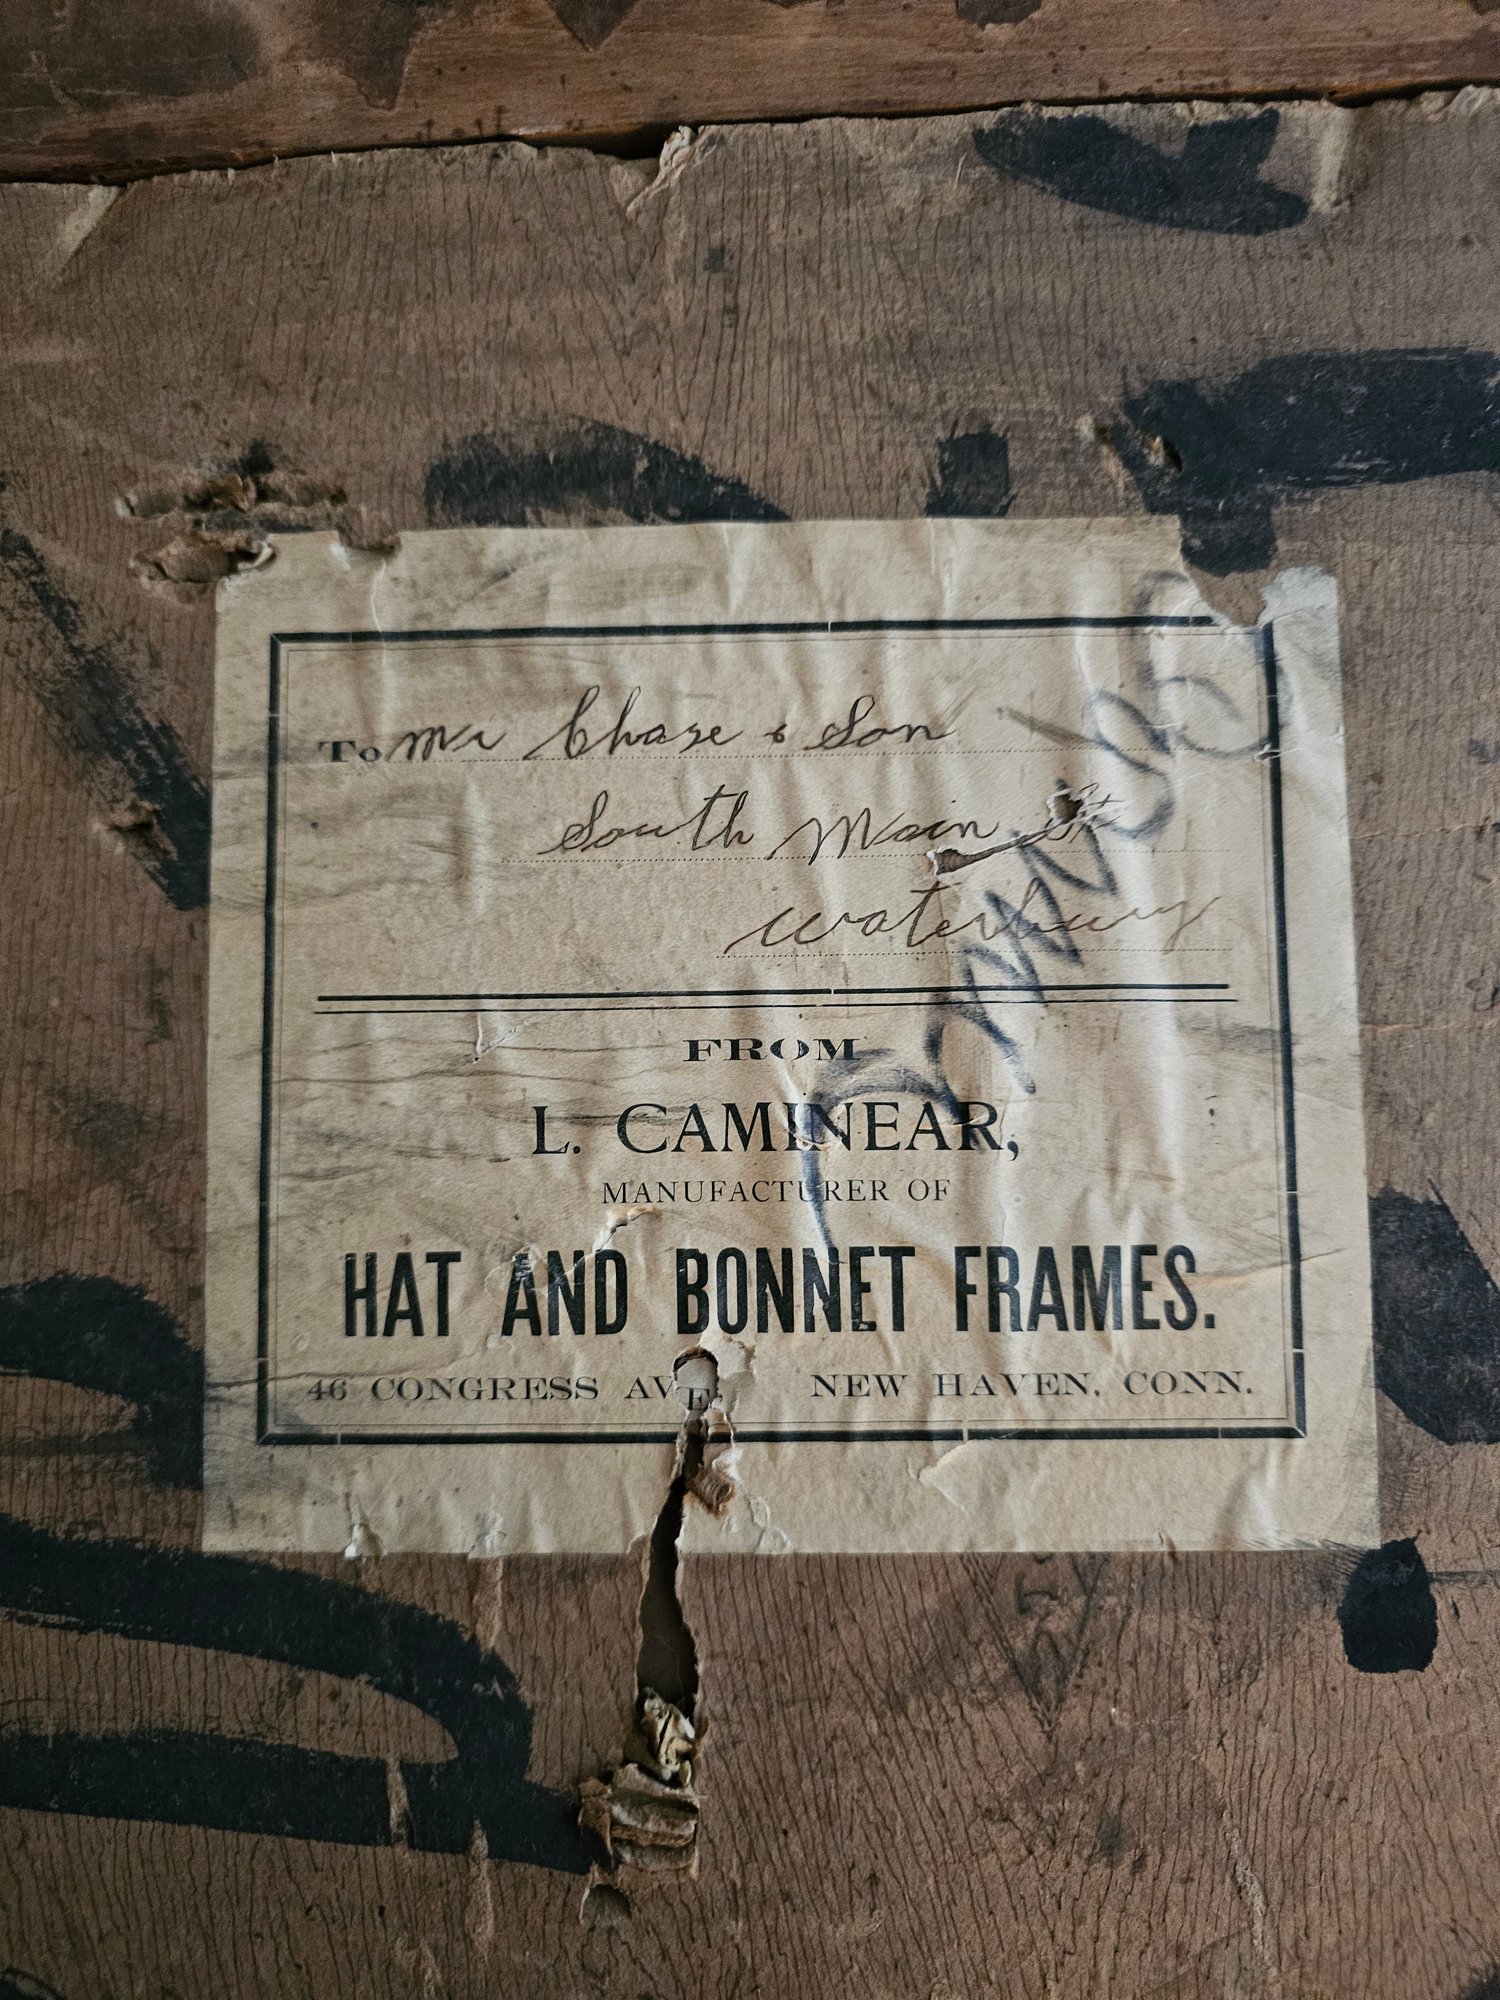 To Mr Chase & Son
South Main St
Waterbury
FROM
L. CAMINEAR,
MANUFACTURER OF
HAT AND BONNET FRAMES.
46 CONGRESS AVE. NEW HAVEN, CONN.